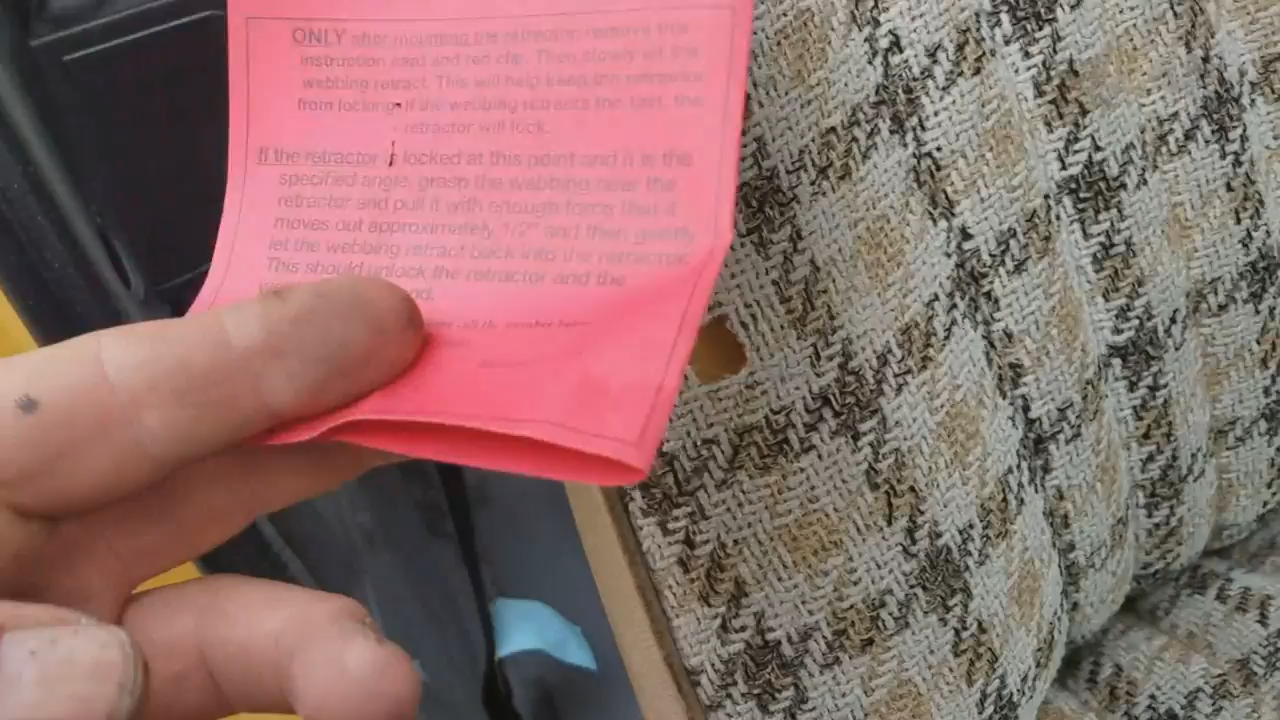 ONLY after mounting the retractor remove this
instruction card and red clip. Then slowly let the
webbing retract. This will help keep the retractor
from locking. If the webbing retracts too fast, the
retractor will lock.
If the retractor is locked at this point and it is the
specified angle, grasp the webbing near the
retractor and pull it with enough force that it
moves out approximately 1/2" and then gently
let the webbing retract back into the retractor.
This should unlock the retractor and the